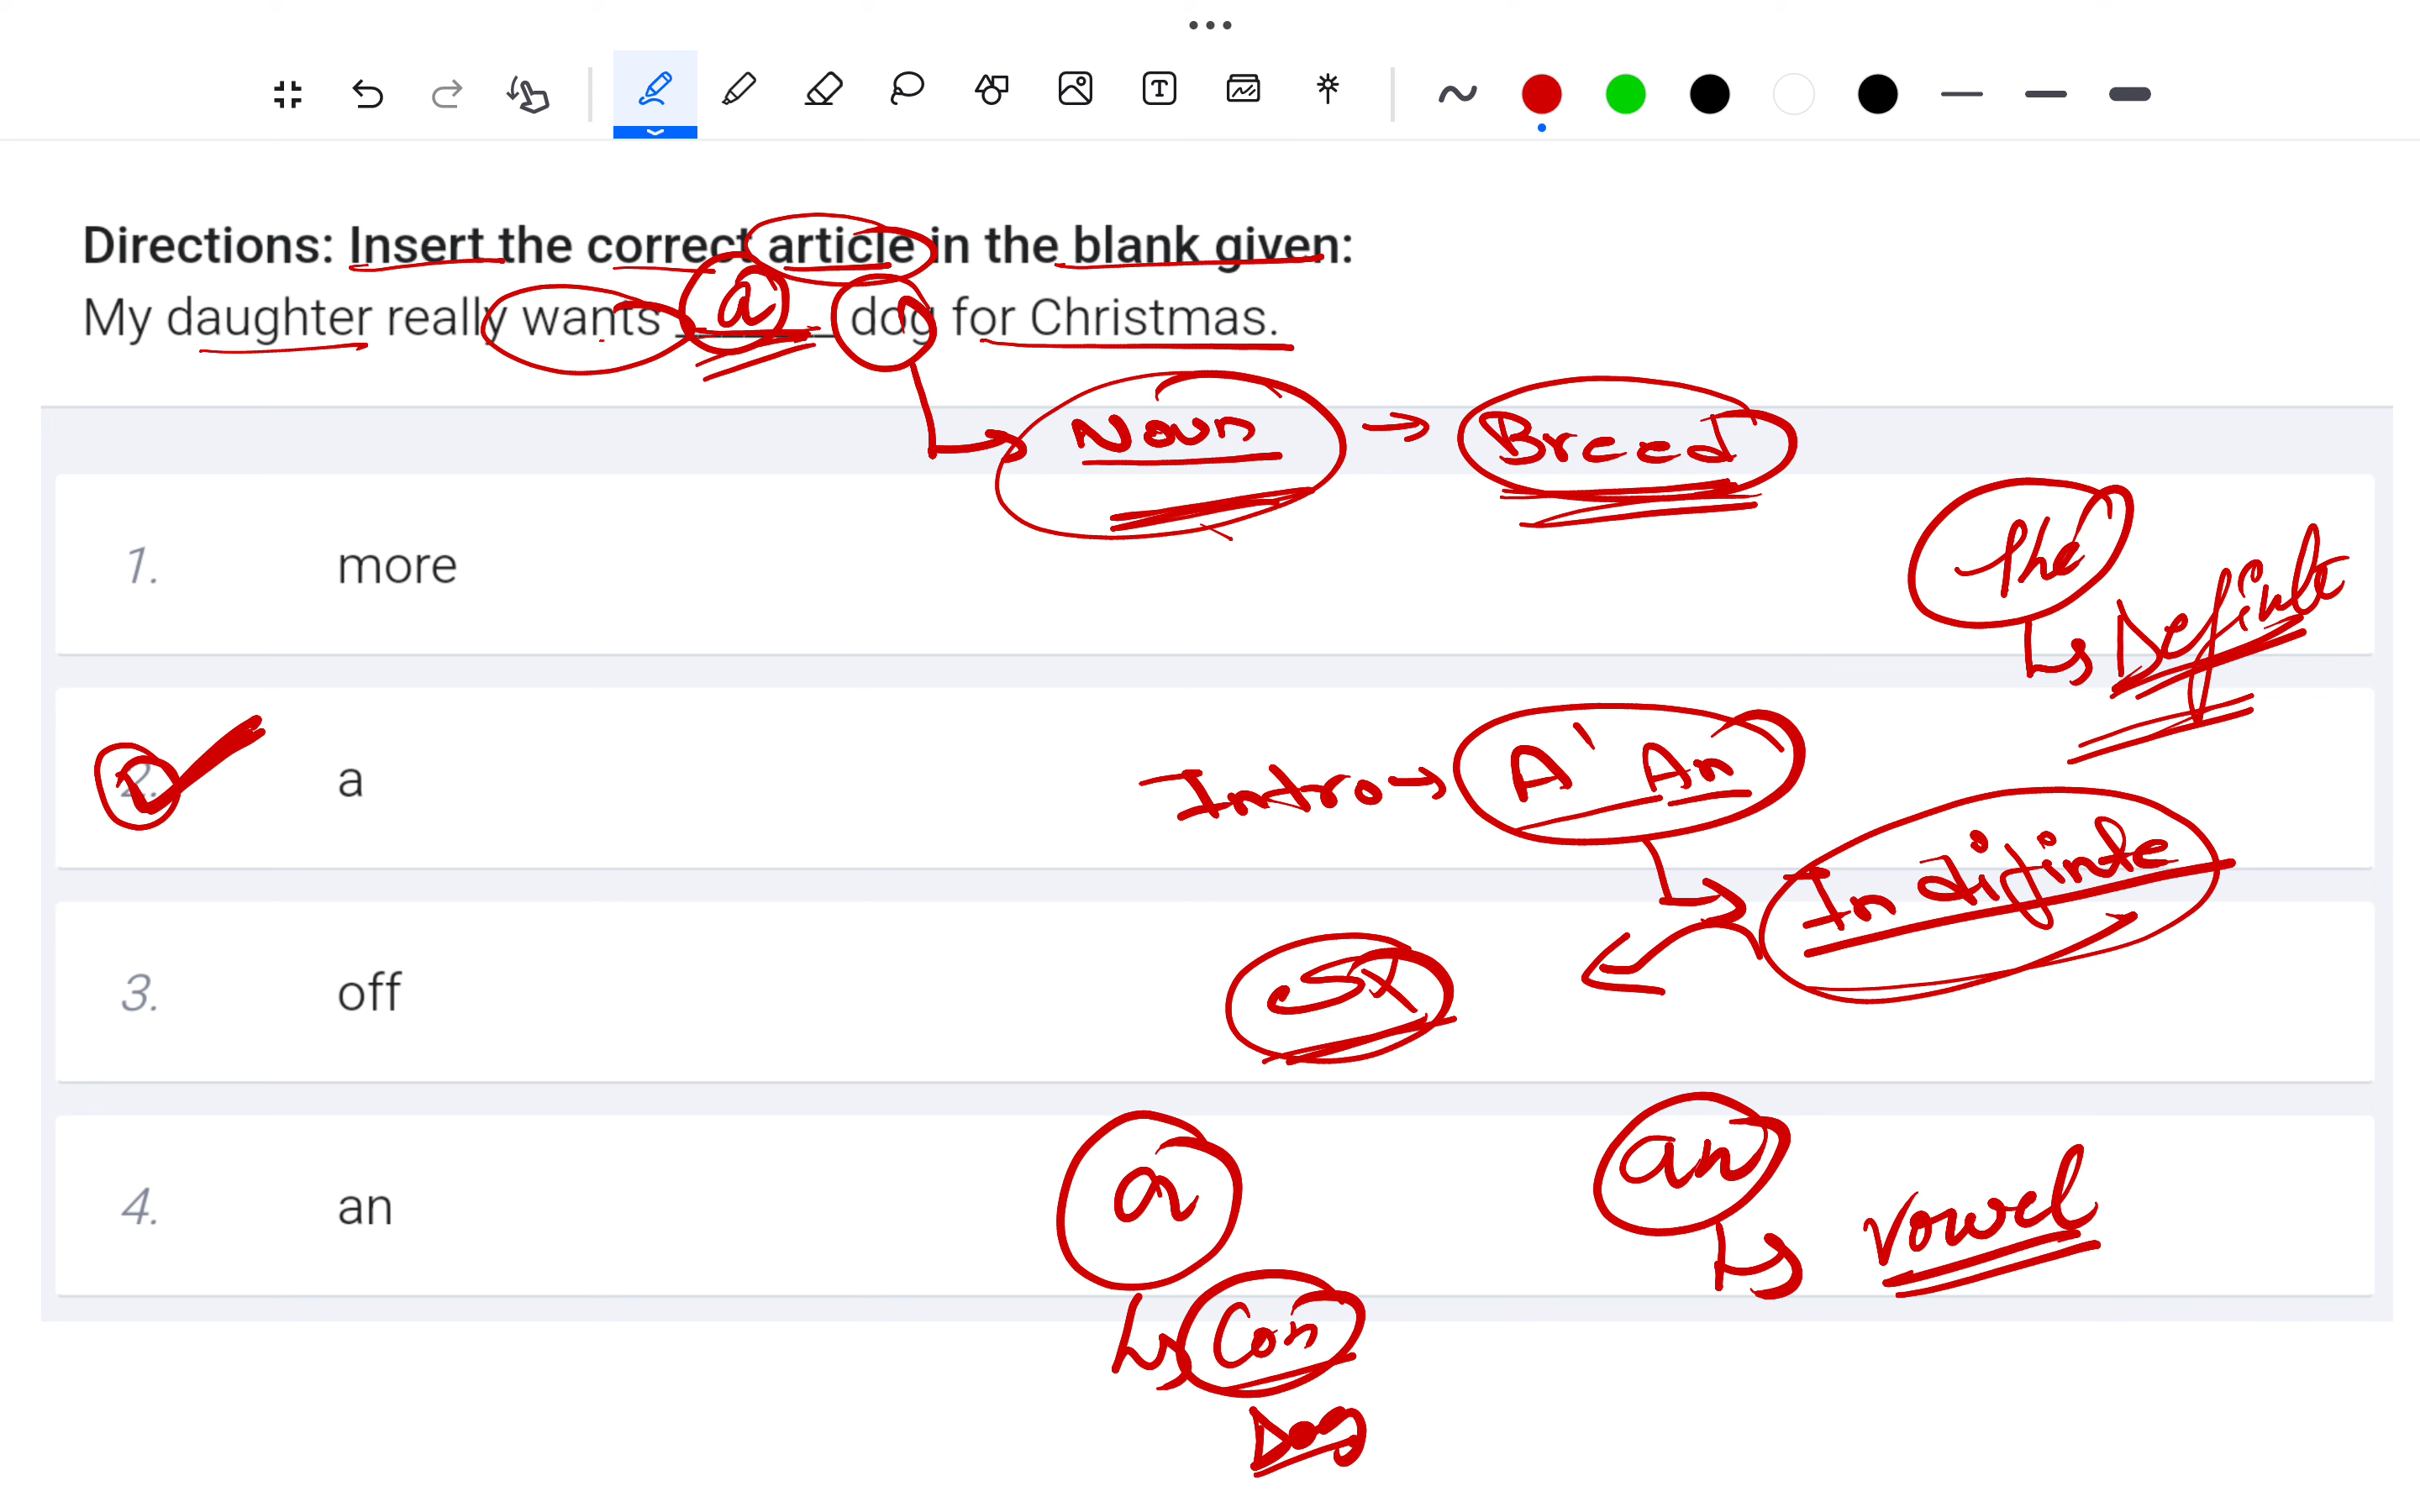 Directions: Insert the correct article in the blank given:
My daughter really wants a dog for Christmas.
Noun → Breed
1. more
The
↳ Definite
2. a
Intro → A' An
Indifinte
3. off
4. an
a
an
↳ vowel
↳ Con
Dog